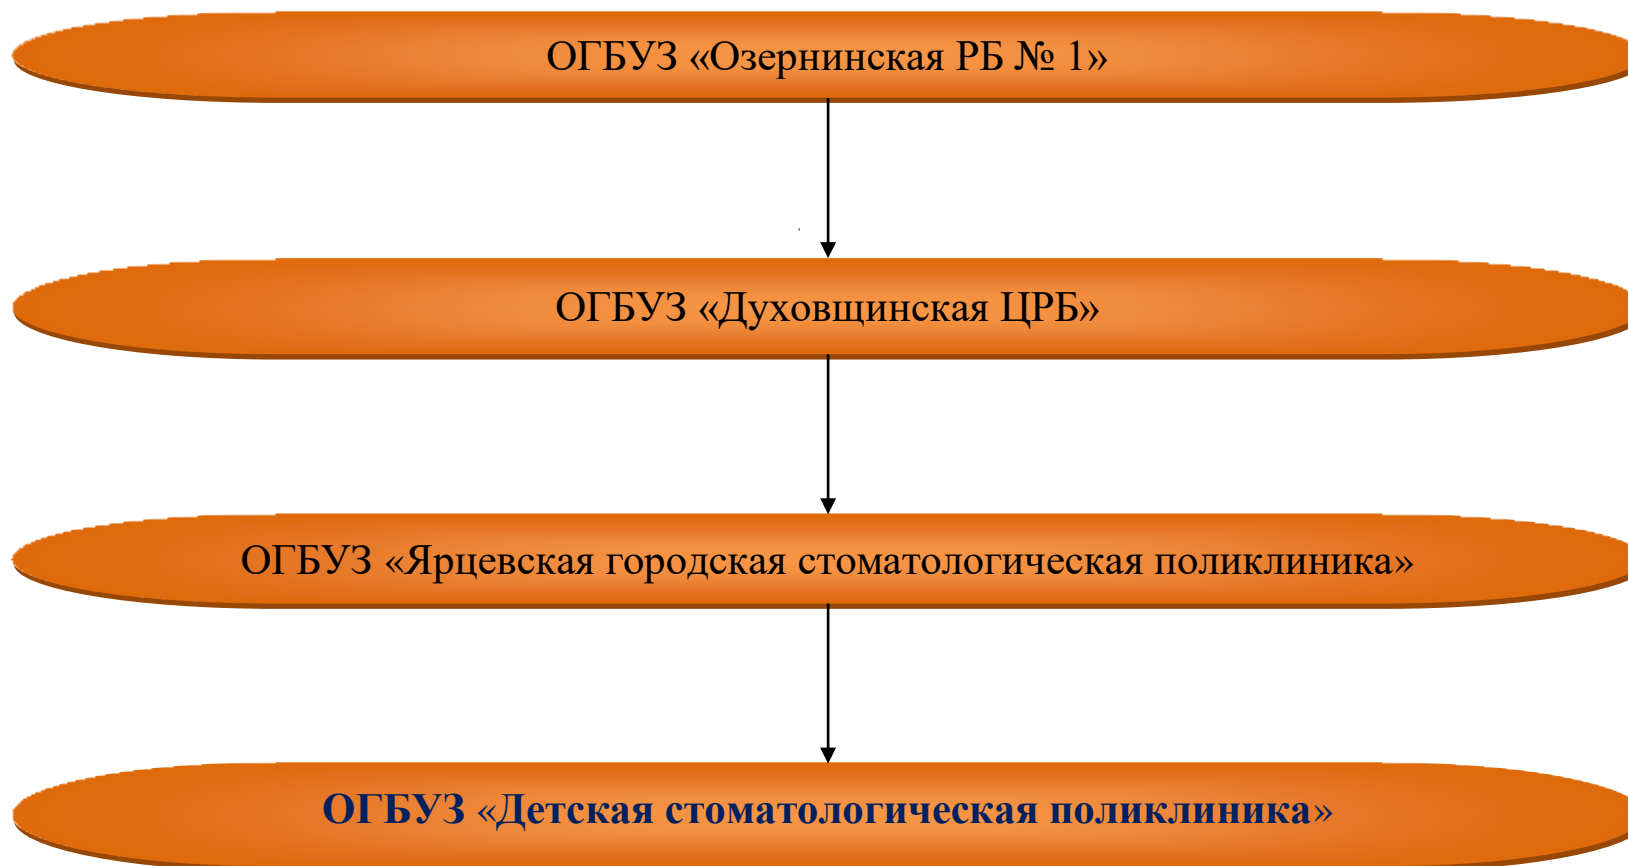 ОГБУЗ «Озернинская РБ № 1»
ОГБУЗ «Духовщинская ЦРБ»
ОГБУЗ «Ярцевская городская стоматологическая поликлиника»
ОГБУЗ «Детская стоматологическая поликлиника»